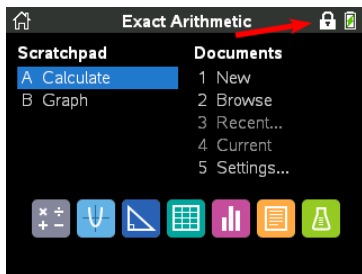 Exact Arithmetic
Scratchpad
A Calculate
B Graph
Documents
1 New
2 Browse
3 Recent...
4 Current
5 Settings...